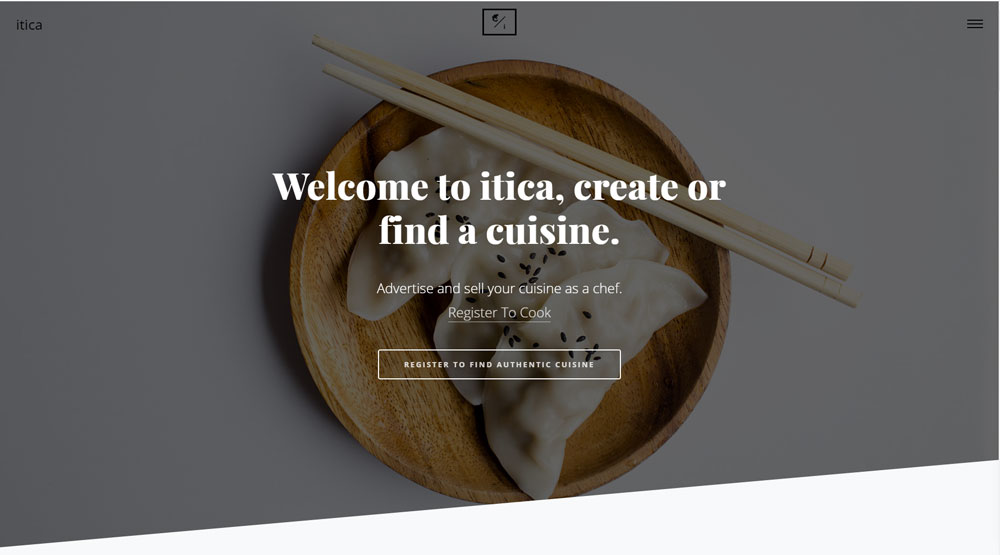 itica
Welcome to itica, create or
find a cuisine.
Advertise and sell your cuisine as a chef.
Register To Cook
REGISTER TO FIND AUTHENTIC CUISINE